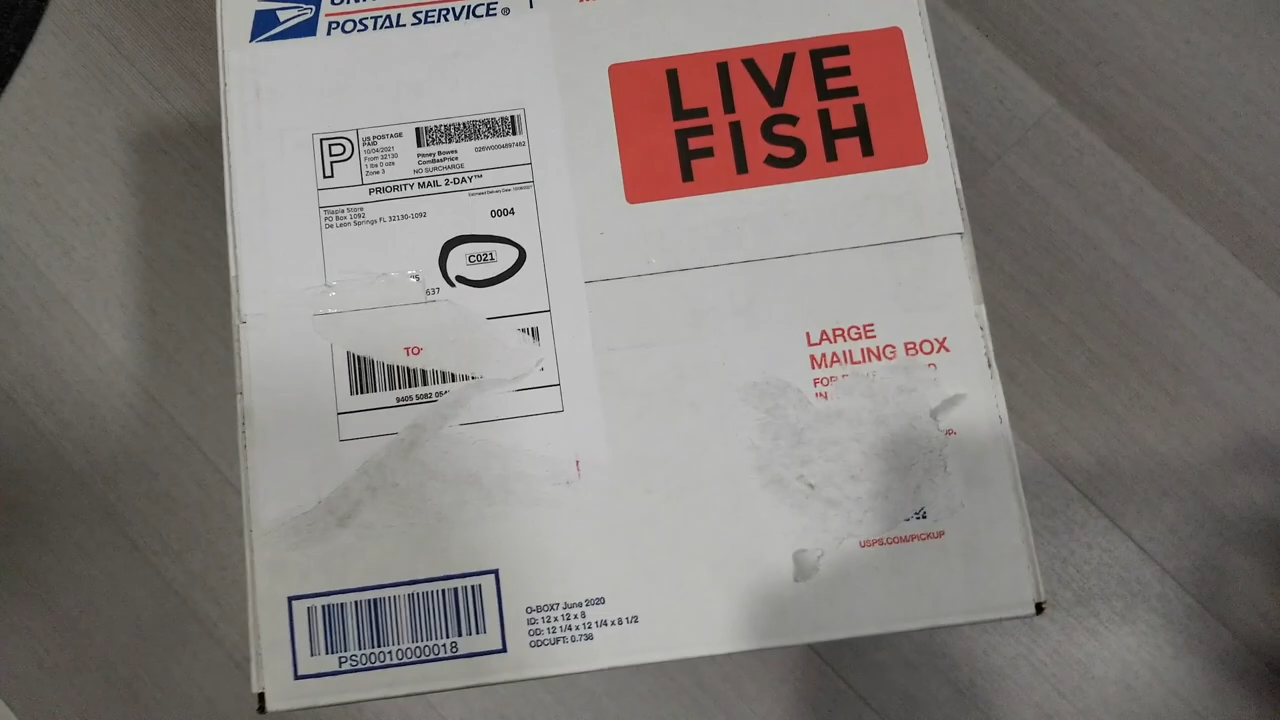 POSTAL SERVICE®
LIVE
FISH
P
US POSTAGE
PAID
10/04/2021
From 32130
1 lbs 0 ozs
Zone 3
Pitney Bowes
ComBasPrice
026W0004897462
NO SURCHARGE
PRIORITY MAIL 2-DAY™
Tilapia Store
PO Box 1092
De Leon Springs FL 32130-1092
0004
C021
637
9405 5082
LARGE
MAILING BOX
USPS.COM/PICKUP
PS00010000018
O-BOX7 June 2020
ID: 12 x 12 x 8
OD: 12 1/4 x 12 1/4 x 8 1/2
ODCUFT: 0.738